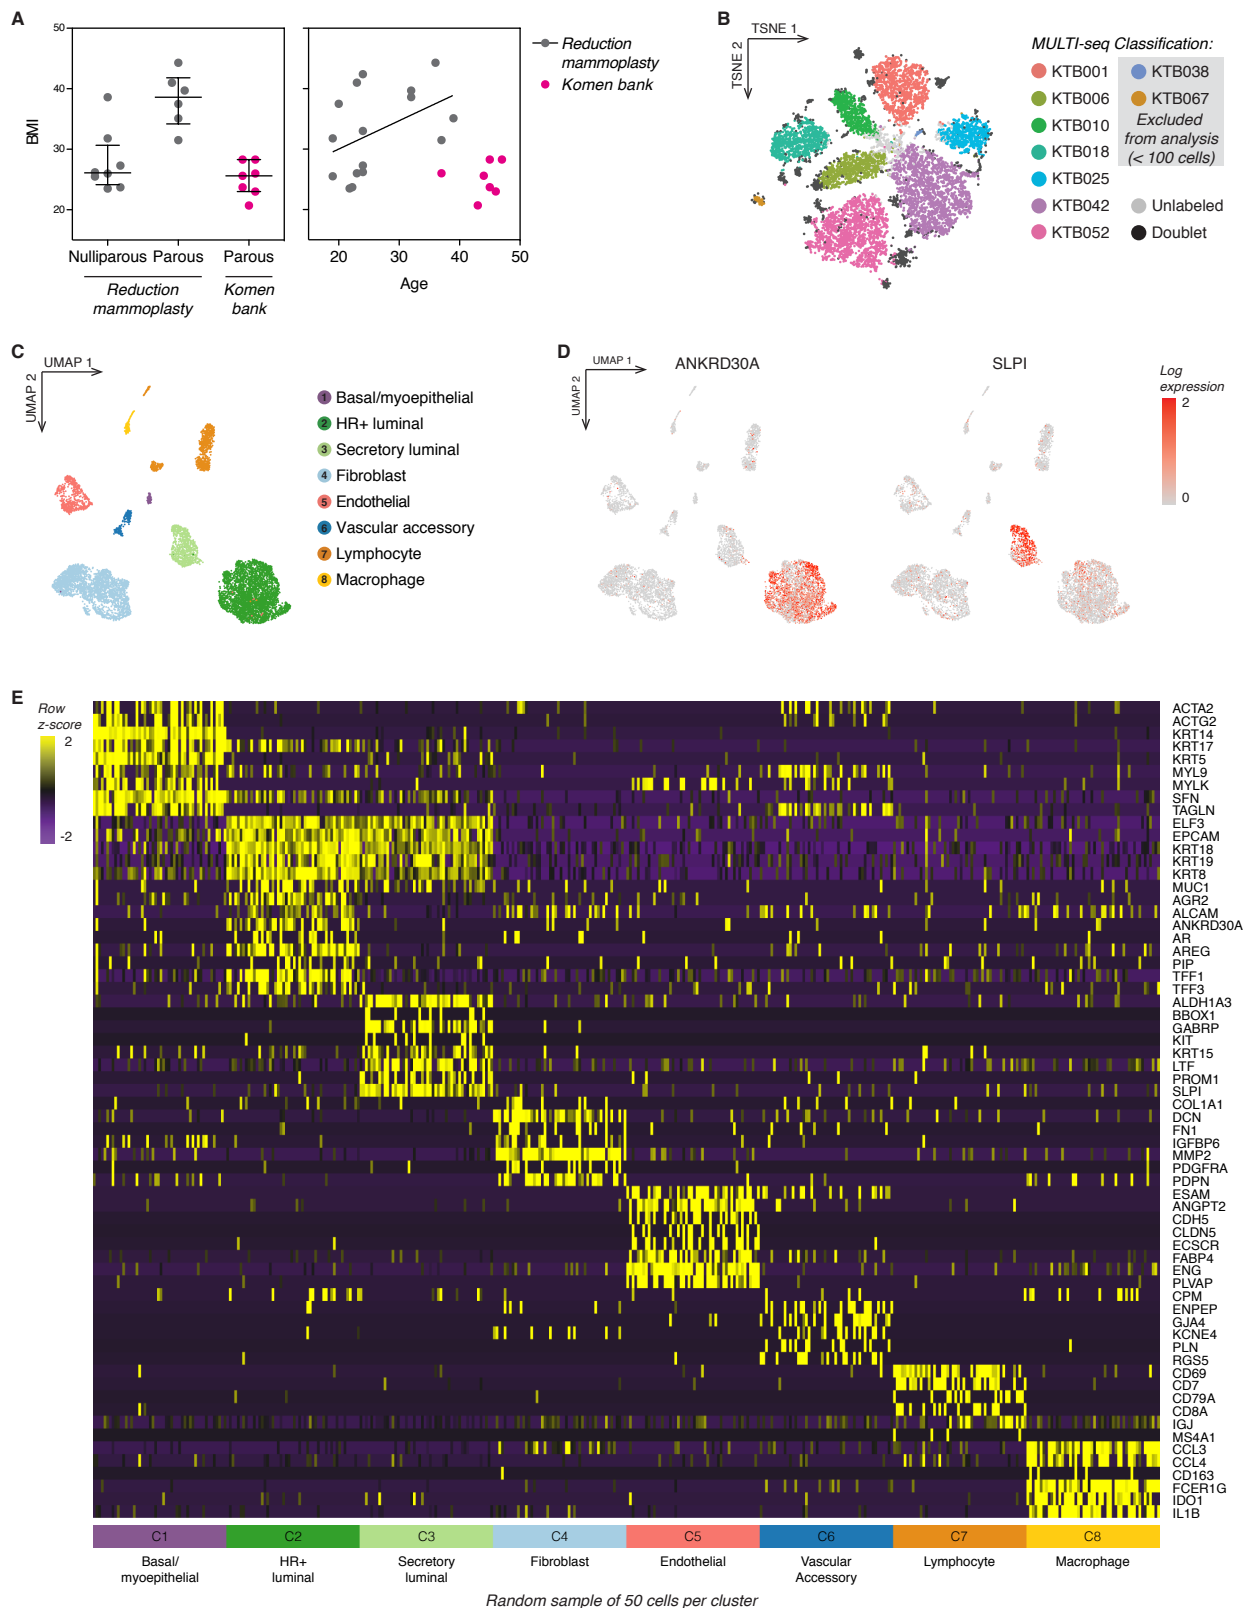 A
50
40
30
20
BMI
Nulliparous
Parous
Parous
Reduction
mammoplasty
Komen
bank
20
30
40
50
Age
Reduction
mammoplasty
Komen bank
B
TSNE 1
TSNE 2
MULTI-seq Classification:
KTB001
KTB006
KTB010
KTB018
KTB025
KTB042
KTB052
KTB038
KTB067
Excluded
from analysis
(< 100 cells)
Unlabeled
Doublet
C
UMAP 1
UMAP 2
1 Basal/myoepithelial
2 HR+ luminal
3 Secretory luminal
4 Fibroblast
5 Endothelial
6 Vascular accessory
7 Lymphocyte
8 Macrophage
D
UMAP 1
UMAP 2
ANKRD30A
SLPI
Log
expression
2
0
E
Row
z-score
2
-2
ACTA2
ACTG2
KRT14
KRT17
KRT5
MYL9
MYLK
SFN
TAGLN
ELF3
EPCAM
KRT18
KRT19
KRT8
MUC1
AGR2
ALCAM
ANKRD30A
AR
AREG
PIP
TFF1
TFF3
ALDH1A3
BBOX1
GABRP
KIT
KRT15
LTF
PROM1
SLPI
COL1A1
DCN
FN1
IGFBP6
MMP2
PDGFRA
PDPN
ESAM
ANGPT2
CDH5
CLDN5
ECSCR
FABP4
ENG
PLVAP
CPM
ENPEP
GJA4
KCNE4
PLN
RGS5
CD69
CD7
CD79A
CD8A
IGJ
MS4A1
CCL3
CCL4
CD163
FCER1G
IDO1
IL1B
C1
C2
C3
C4
C5
C6
C7
C8
Basal/
myoepithelial
HR+
luminal
Secretory
luminal
Fibroblast
Endothelial
Vascular
Accessory
Lymphocyte
Macrophage
Random sample of 50 cells per cluster